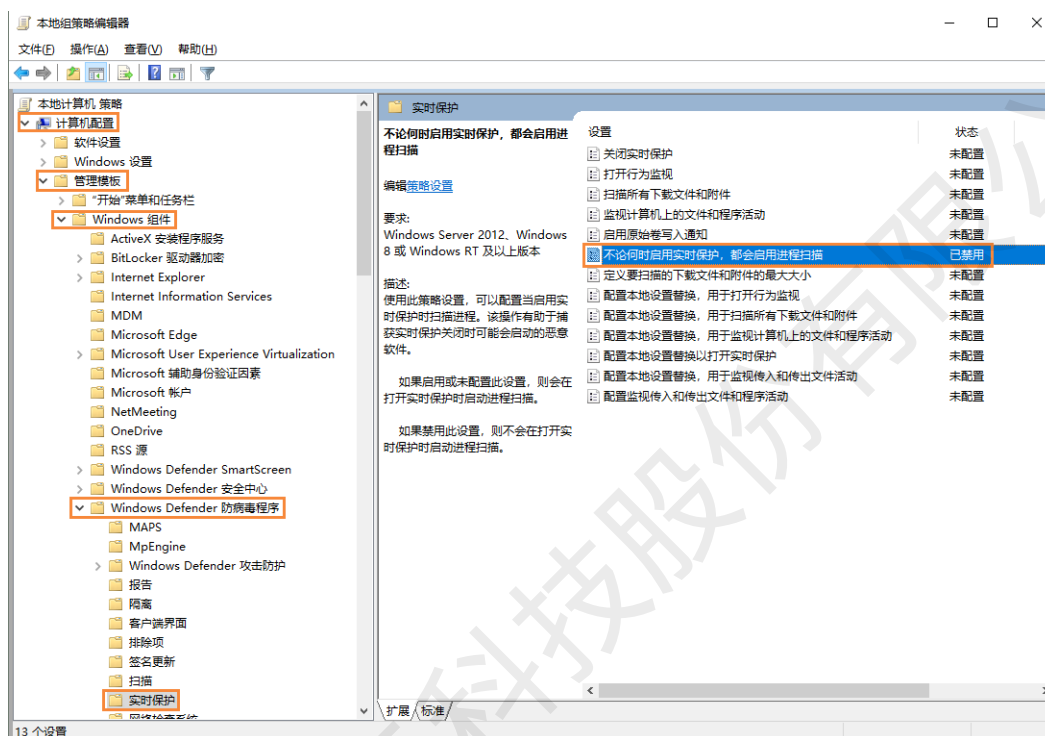 本地组策略编辑器
文件(F) 操作(A) 查看(V) 帮助(H)
本地计算机 策略
计算机配置
软件设置
Windows 设置
管理模板
"开始"菜单和任务栏
Windows 组件
ActiveX 安装程序服务
BitLocker 驱动器加密
Internet Explorer
Internet Information Services
MDM
Microsoft Edge
Microsoft User Experience Virtualization
Microsoft 辅助身份验证因素
Microsoft 帐户
NetMeeting
OneDrive
RSS 源
Windows Defender SmartScreen
Windows Defender 安全中心
Windows Defender 防病毒程序
MAPS
MpEngine
Windows Defender 攻击防护
报告
隔离
客户端界面
排除项
签名更新
扫描
实时保护
实时保护
不论何时启用实时保护，都会启用进
程扫描
编辑策略设置
要求:
Windows Server 2012、Windows
8 或 Windows RT 及以上版本
描述:
使用此策略设置，可以配置当启用实
时保护时扫描进程。该操作有助于捕
获实时保护关闭时可能会启动的恶意
软件。
如果启用或未配置此设置，则会在
打开实时保护时启动进程扫描。
如果禁用此设置，则不会在打开实
时保护时启动进程扫描。
设置 状态
关闭实时保护 未配置
打开行为监视 未配置
扫描所有下载文件和附件 未配置
监视计算机上的文件和程序活动 未配置
启用原始卷写入通知 未配置
不论何时启用实时保护，都会启用进程扫描 已禁用
定义要扫描的下载文件和附件的最大大小 未配置
配置本地设置替换，用于打开行为监视 未配置
配置本地设置替换，用于扫描所有下载文件和附件 未配置
配置本地设置替换，用于监视计算机上的文件和程序活动 未配置
配置本地设置替换以打开实时保护 未配置
配置本地设置替换，用于监视传入和传出文件活动 未配置
配置监视传入和传出文件和程序活动 未配置
扩展 标准
13 个设置
科技股份有限公